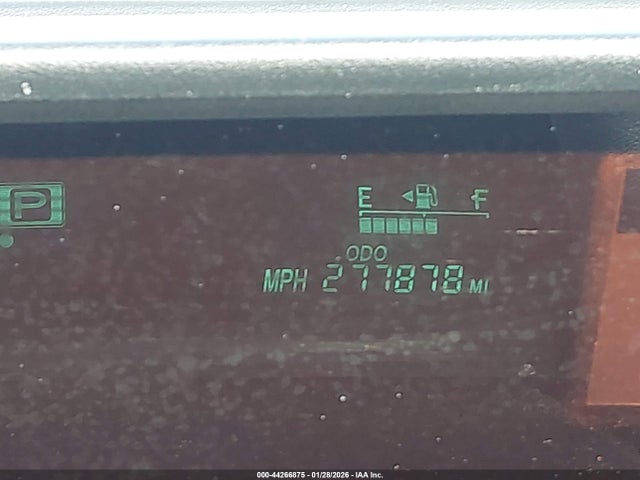 P
E F
ODO
MPH 277878 MI
000-44266875 - 01/28/2026 - IAA Inc.